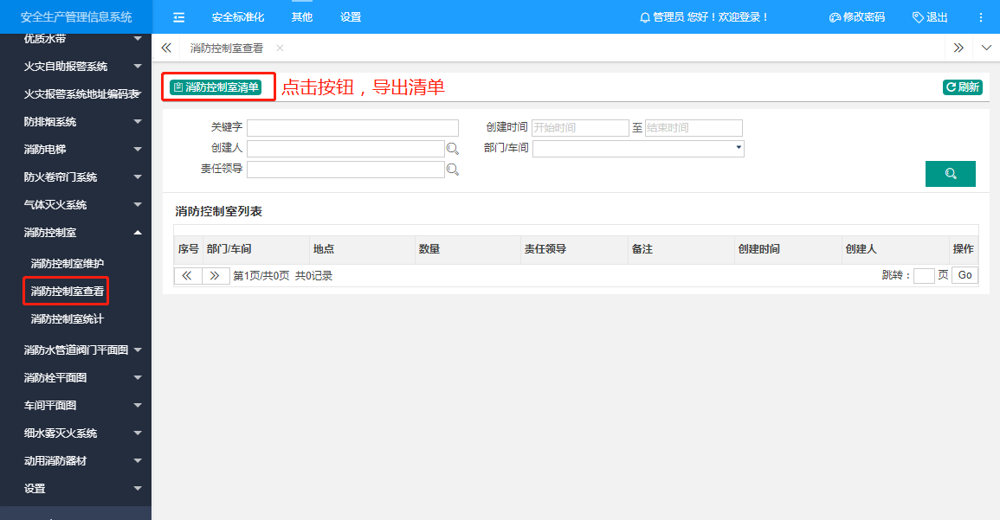 安全生产管理信息系统
安全标准化 其他 设置 管理员 您好！欢迎登录！ 修改密码 退出
优质水带
火灾自助报警系统
火灾报警系统地址编码表
防排烟系统
消防电梯
防火卷帘门系统
气体灭火系统
消防控制室
消防控制室维护
消防控制室查看
消防控制室统计
消防水管道阀门平面图
消防栓平面图
车间平面图
细水雾灭火系统
动用消防器材
设置
消防控制室查看
消防控制室清单 点击按钮，导出清单 刷新
关键字 创建时间 开始时间 至 结束时间
创建人 部门/车间
责任领导
消防控制室列表
序号 部门/车间 地点 数量 责任领导 备注 创建时间 创建人 操作
第1页/共0页 共0记录 跳转： 页 Go